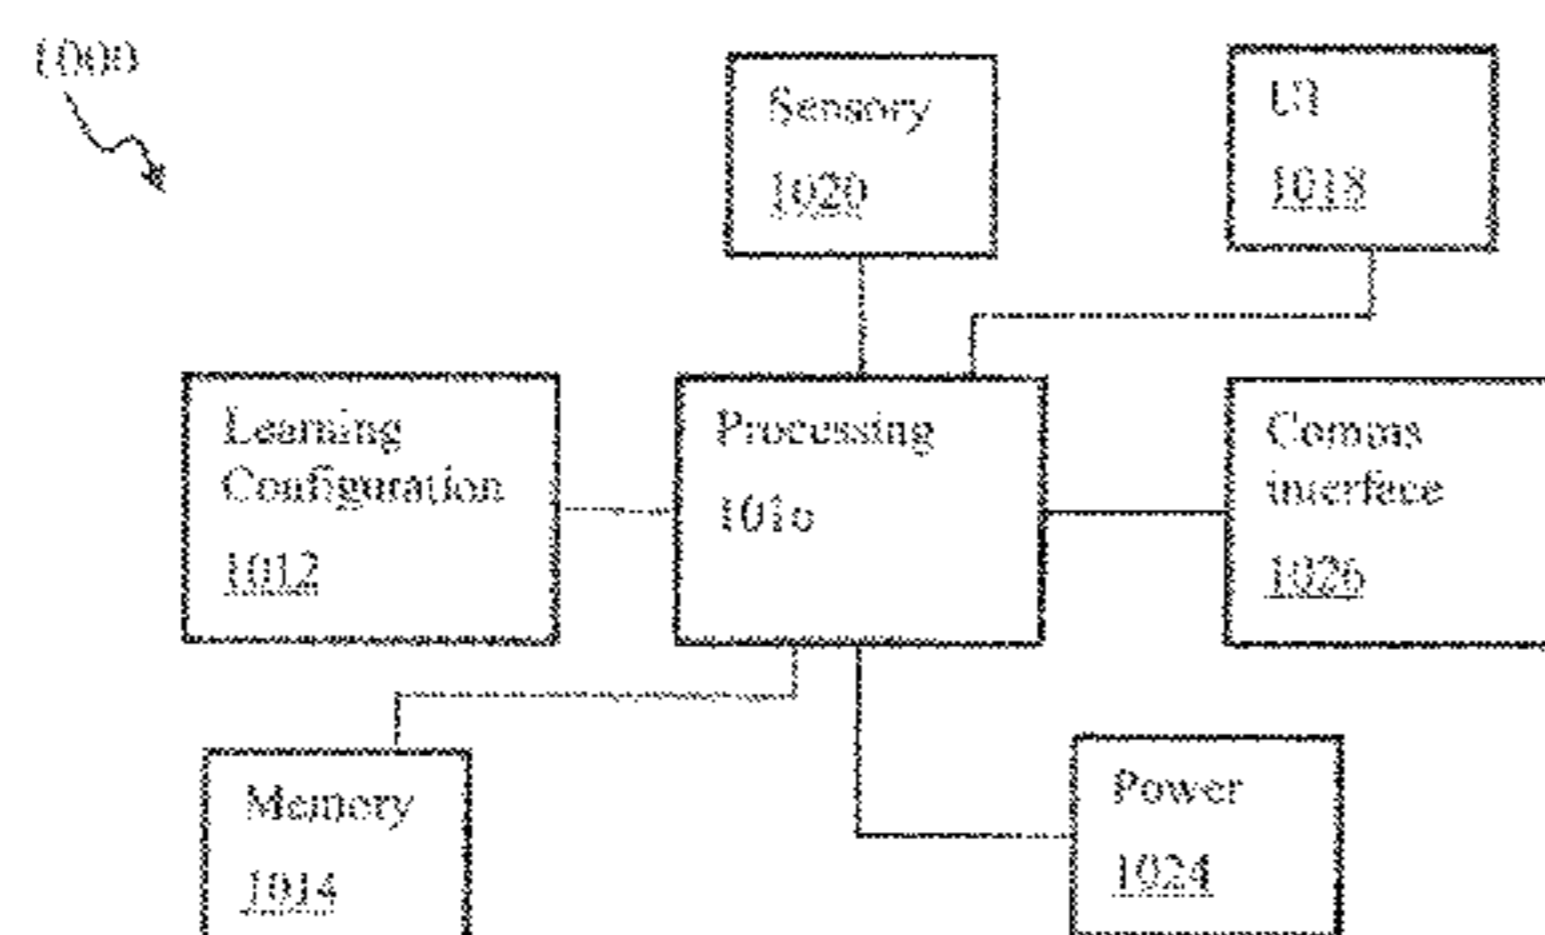 1000
Sensory
1020
UI
1018
Learning
Configuration
1012
Processing
1016
Comms
interface
1026
Memory
1014
Power
1024